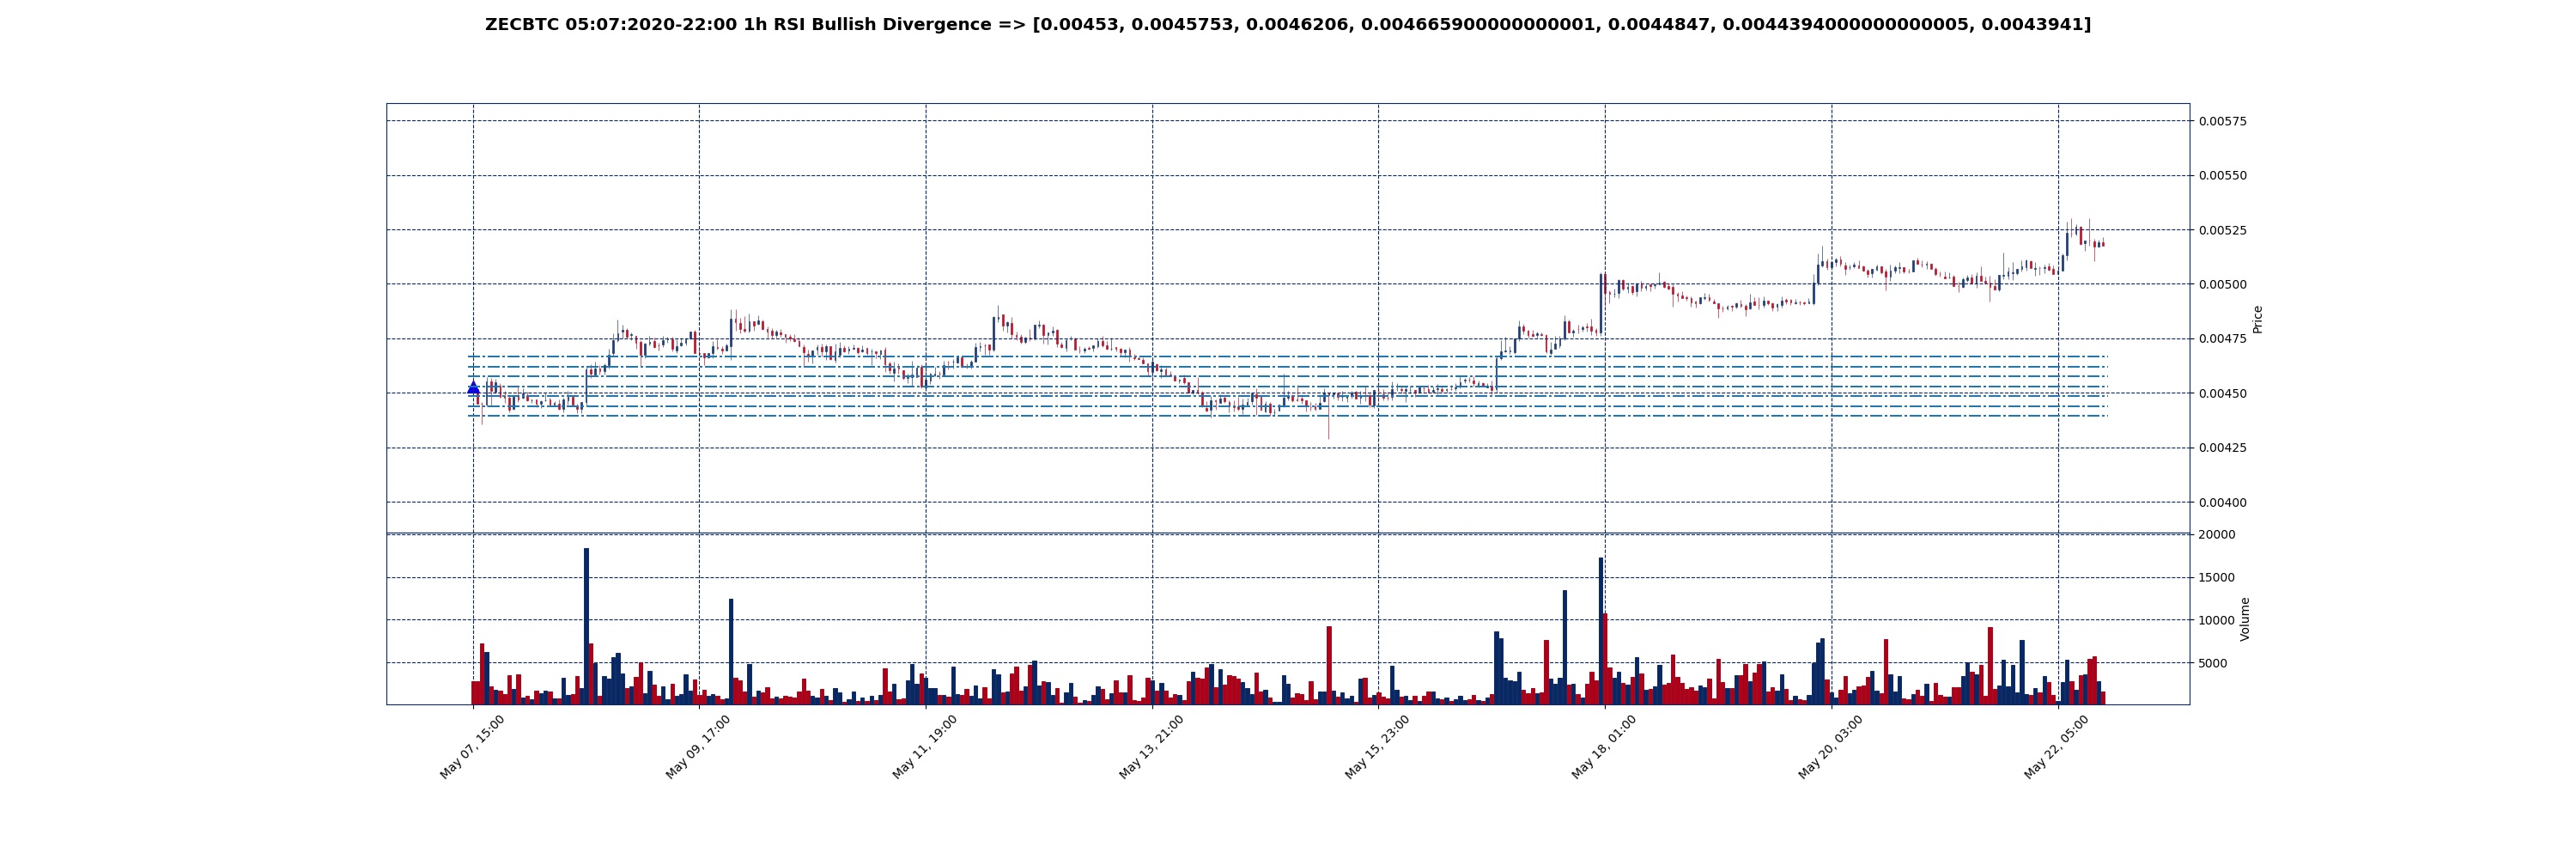 ZECBTC 05:07:2020-22:00 1h RSI Bullish Divergence => [0.00453, 0.0045753, 0.0046206, 0.004665900000000001, 0.0044847, 0.0044394000000000005, 0.0043941]
0.00575
0.00550
0.00525
0.00500
0.00475
0.00450
0.00425
0.00400
Price
20000
15000
10000
5000
Volume
May 07, 15:00
May 09, 17:00
May 11, 19:00
May 13, 21:00
May 15, 23:00
May 18, 01:00
May 20, 03:00
May 22, 05:00